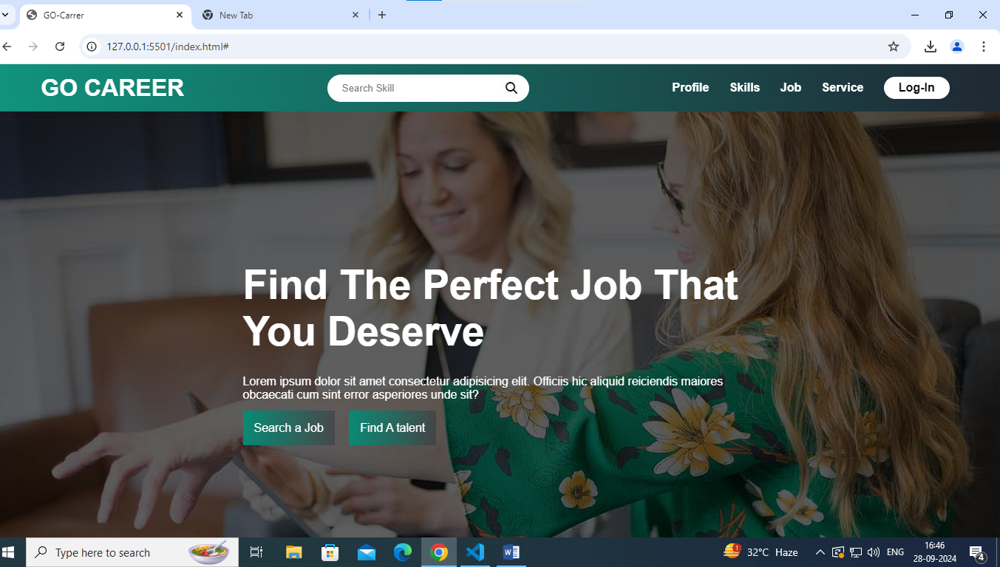 GO-Carrer
New Tab
127.0.0.1:5501/index.html#
GO CAREER
Search Skill
Profile Skills Job Service Log-In
Find The Perfect Job That
You Deserve
Lorem ipsum dolor sit amet consectetur adipisicing elit. Officiis hic aliquid reiciendis maiores
obcaecati cum sint error asperiores unde sit?
Search a Job Find A talent
Type here to search
1
32°C Haze
ENG
16:46
28-09-2024
4